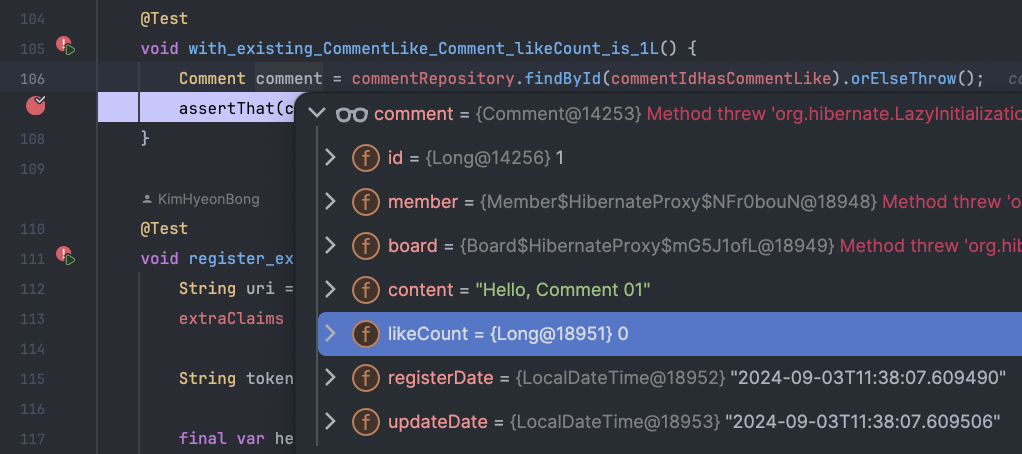 104 @Test
105 void with_existing_CommentLike_Comment_likeCount_is_1L() {
106 Comment comment = commentRepository.findById(commentIdHasCommentLike).orElseThrow();
assertThat(
comment = {Comment@14253} Method threw 'org.hibernate.LazyInitializatio
108 }
id = {Long@14256} 1
109
member = {Member$HibernateProxy$NFr0bouN@18948} Method threw 'o
KimHyeonBong
110 @Test
board = {Board$HibernateProxy$mG5J1ofL@18949} Method threw 'org.hib
111 void register_ex
112 String uri =
content = "Hello, Comment 01"
113 extraClaims
likeCount = {Long@18951} 0
114
115 String token
registerDate = {LocalDateTime@18952} "2024-09-03T11:38:07.609490"
116
updateDate = {LocalDateTime@18953} "2024-09-03T11:38:07.609506"
117 final var he